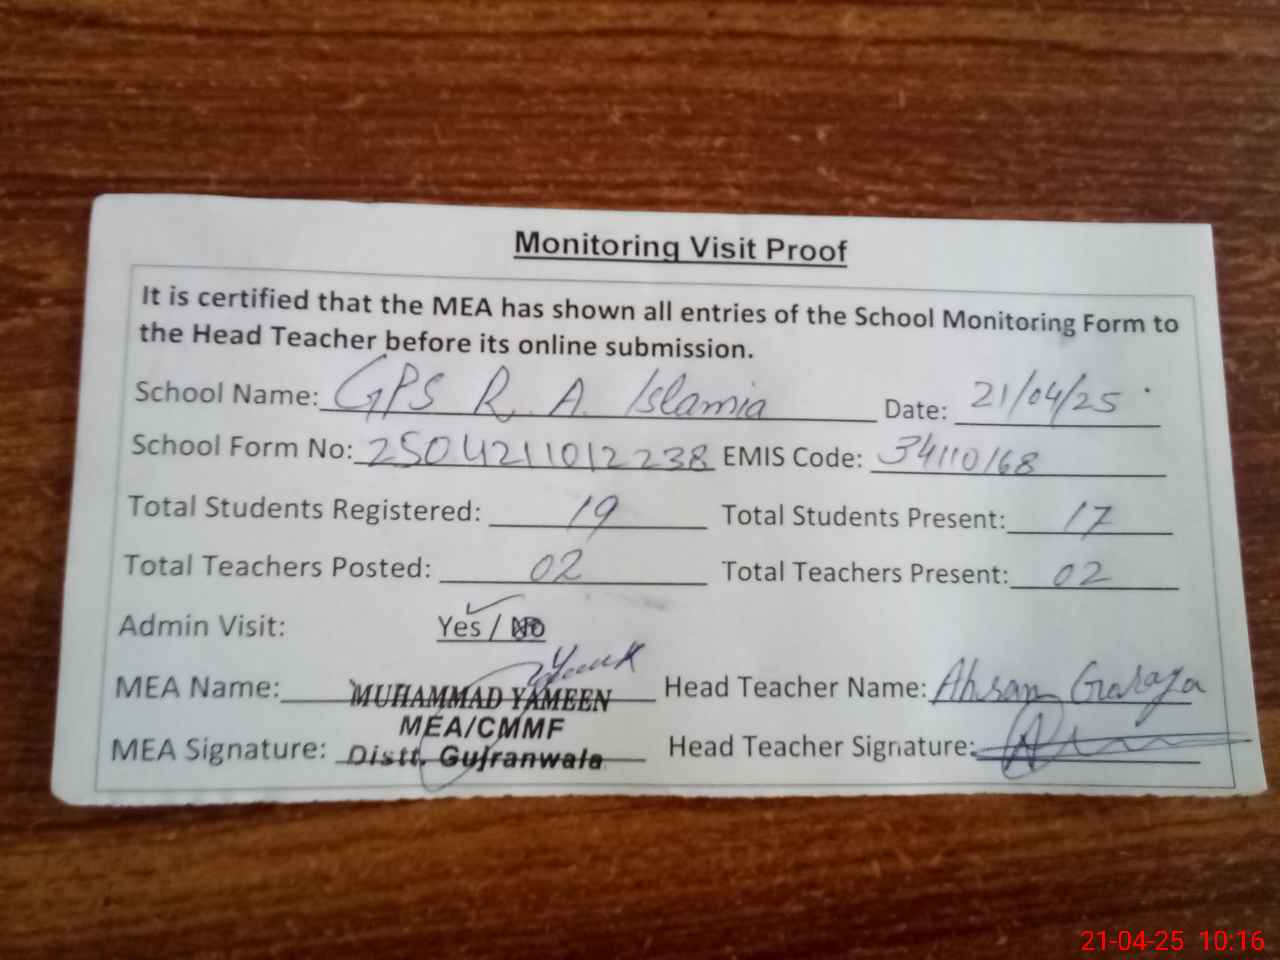 Monitoring Visit Proof
It is certified that the MEA has shown all entries of the School Monitoring Form to
the Head Teacher before its online submission.
School Name: GPS R. A. Islamia Date: 21/04/25
School Form No: 2504211012238 EMIS Code: 34110168
Total Students Registered: 19 Total Students Present: 17
Total Teachers Posted: 02 Total Teachers Present: 02
Admin Visit: Yes / No
MEA Name: MUHAMMAD YAMEEN Head Teacher Name: Ahsan
MEA/CMMF
MEA Signature: Distt. Gujranwala Head Teacher Signature:
21-04-25 10:16